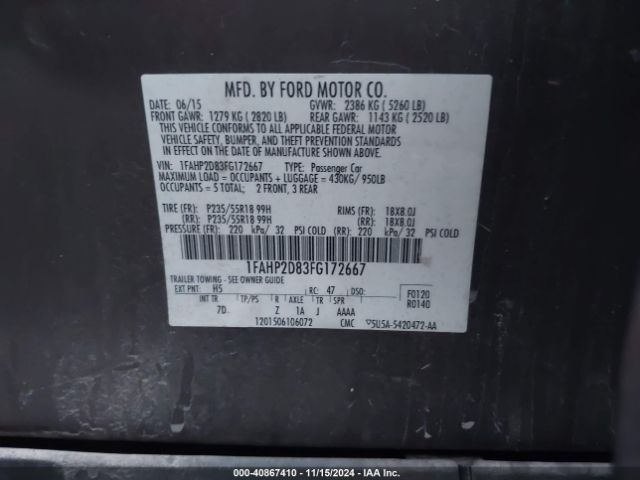 MFD. BY FORD MOTOR CO.
DATE: 06/15 GVWR: 2386 KG ( 5260 LB)
FRONT GAWR: 1279 KG ( 2820 LB) REAR GAWR: 1143 KG ( 2520 LB)
THIS VEHICLE CONFORMS TO ALL APPLICABLE FEDERAL MOTOR
VEHICLE SAFETY, BUMPER, AND THEFT PREVENTION STANDARDS
IN EFFECT ON THE DATE OF MANUFACTURE SHOWN ABOVE.
VIN: 1FAHP2D83FG172667 TYPE: Passenger Car
MAXIMUM LOAD = OCCUPANTS + LUGGAGE = 430KG/ 950LB
OCCUPANTS = 5 TOTAL; 2 FRONT, 3 REAR
TIRE (FR): P235/55R18 99H RIMS (FR): 18X8.0J
(RR): P235/55R18 99H (RR): 18X8.0J
PRESSURE (FR): 220 kPa/ 32 PSI COLD (RR): 220 kPa/ 32 PSI COLD
1FAHP2D83FG172667
TRAILER TOWING - SEE OWNER GUIDE
EXT PNT: H5 RC: 47 DSO:
F0120
R0140
INT TR TP/PS R AXLE TR SPR
7D Z 1A J AAAA
1201506106072 CMC ▽5U5A-5420472-AA
000-40867410 - 11/15/2024 - IAAI.com